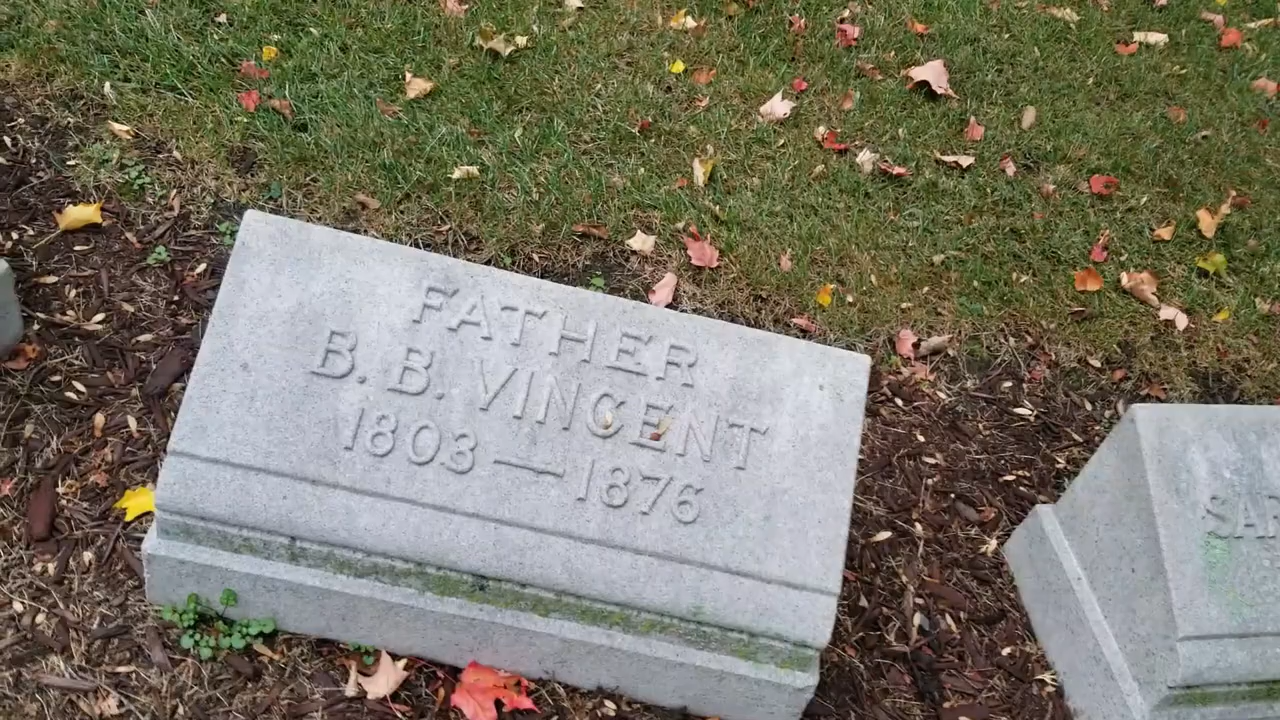 FATHER
B. B. VINCENT
1803 — 1876